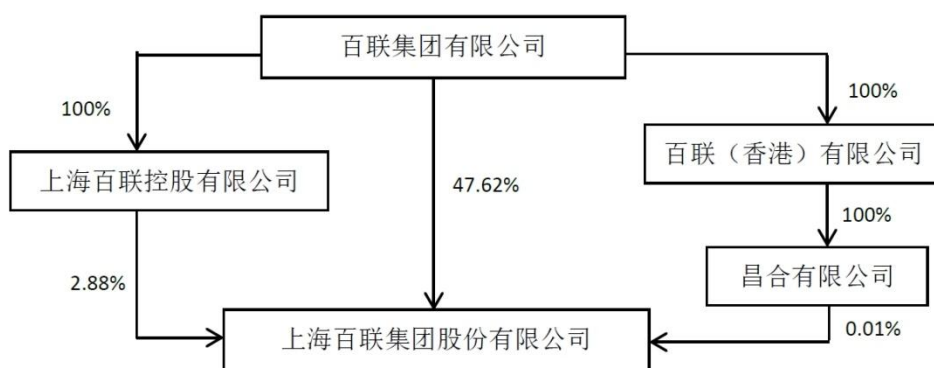 百联集团有限公司
100%
100%
上海百联控股有限公司
47.62%
百联（香港）有限公司
100%
2.88%
昌合有限公司
上海百联集团股份有限公司
0.01%